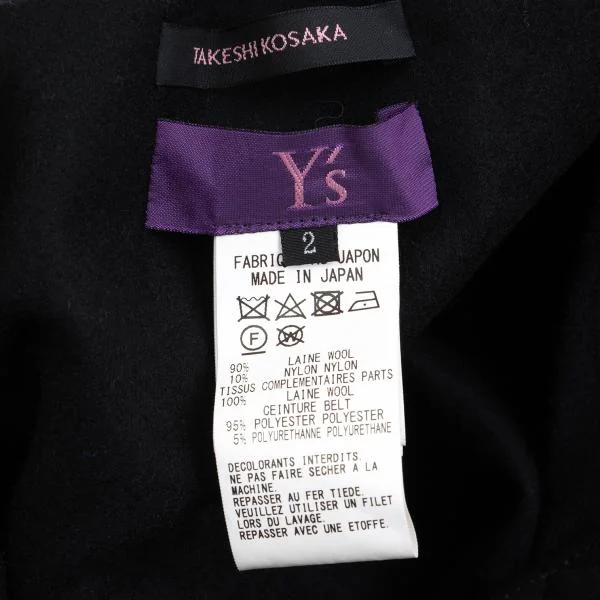 TAKESHI KOSAKA
Y's
2
FABRIQ JAPON
MADE IN JAPAN
F
W
90% LAINE WOOL
10% NYLON NYLON
TISSUS COMPLEMENTAIRES PARTS
100% LAINE WOOL
CEINTURE BELT
95% POLYESTER POLYESTER
5% POLYURETHANNE POLYURETHANE
DECOLORANTS INTERDITS.
NE PAS FAIRE SECHER A LA
MACHINE.
REPASSER AU FER TIEDE.
VEUILLEZ UTILISER UN FILET
LORS DU LAVAGE.
REPASSER AVEC UNE ETOFFE.